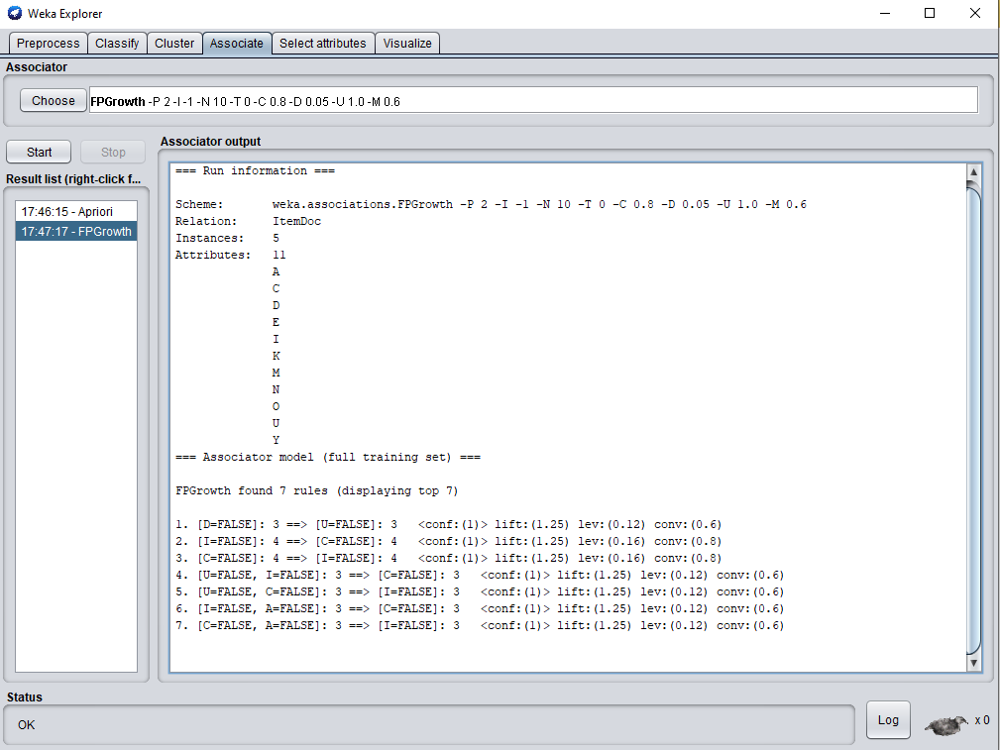 Weka Explorer
Preprocess Classify Cluster Associate Select attributes Visualize
Associator
Choose FPGrowth -P 2 -I -1 -N 10 -T 0 -C 0.8 -D 0.05 -U 1.0 -M 0.6
Start Stop
Result list (right-click f...
17:46:15 - Apriori
17:47:17 - FPGrowth
Associator output
=== Run information ===
Scheme: weka.associations.FPGrowth -P 2 -I -1 -N 10 -T 0 -C 0.8 -D 0.05 -U 1.0 -M 0.6
Relation: ItemDoc
Instances: 5
Attributes: 11
A
C
D
E
I
K
M
N
O
U
Y
=== Associator model (full training set) ===
FPGrowth found 7 rules (displaying top 7)
1. [D=FALSE]: 3 ==> [U=FALSE]: 3 <conf:(1)> lift:(1.25) lev:(0.12) conv:(0.6)
2. [I=FALSE]: 4 ==> [C=FALSE]: 4 <conf:(1)> lift:(1.25) lev:(0.16) conv:(0.8)
3. [C=FALSE]: 4 ==> [I=FALSE]: 4 <conf:(1)> lift:(1.25) lev:(0.16) conv:(0.8)
4. [U=FALSE, I=FALSE]: 3 ==> [C=FALSE]: 3 <conf:(1)> lift:(1.25) lev:(0.12) conv:(0.6)
5. [U=FALSE, C=FALSE]: 3 ==> [I=FALSE]: 3 <conf:(1)> lift:(1.25) lev:(0.12) conv:(0.6)
6. [I=FALSE, A=FALSE]: 3 ==> [C=FALSE]: 3 <conf:(1)> lift:(1.25) lev:(0.12) conv:(0.6)
7. [C=FALSE, A=FALSE]: 3 ==> [I=FALSE]: 3 <conf:(1)> lift:(1.25) lev:(0.12) conv:(0.6)
Status
OK
Log
x 0